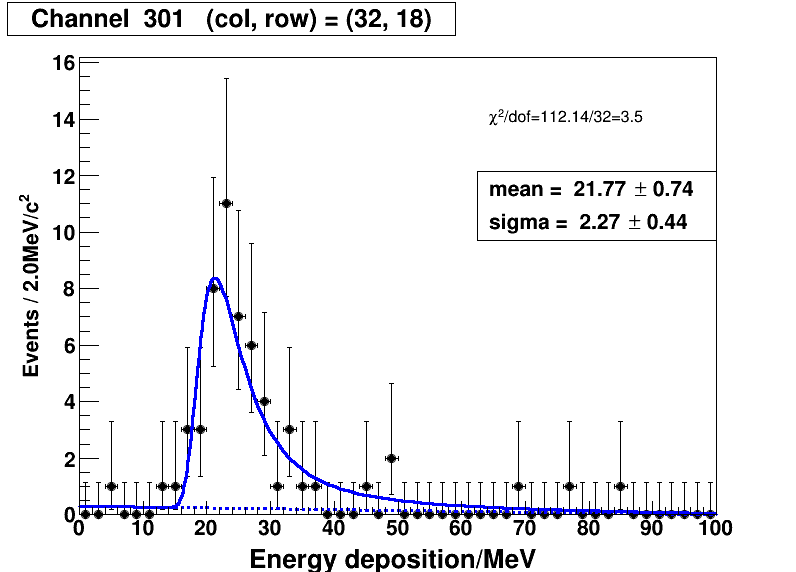 Channel 301 (col, row) = (32, 18)
χ²/dof=112.14/32=3.5
mean = 21.77 ± 0.74
sigma = 2.27 ± 0.44
Events / 2.0MeV/c²
16
14
12
10
8
6
4
2
0
0 10 20 30 40 50 60 70 80 90 100
Energy deposition/MeV